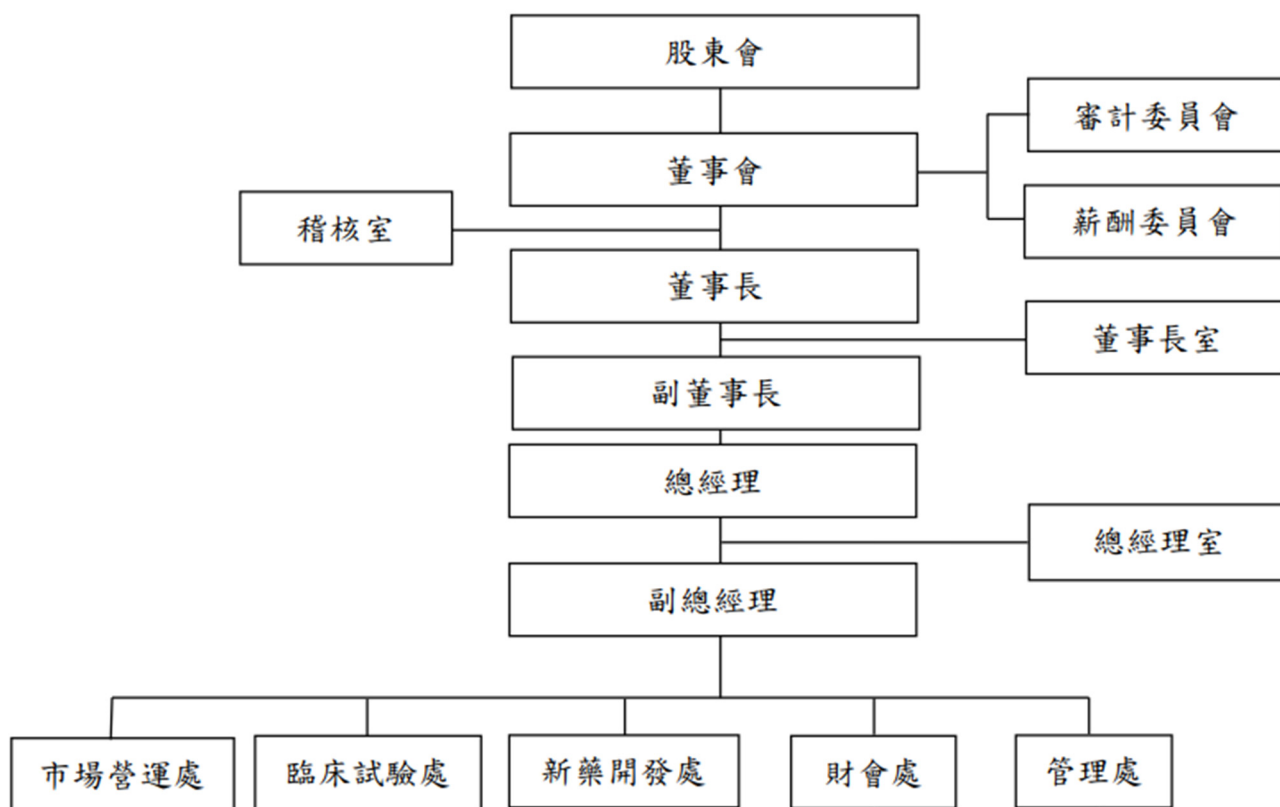 股東會
審計委員會
董事會
薪酬委員會
稽核室
董事長
董事長室
副董事長
總經理
總經理室
副總經理
市場營運處
臨床試驗處
新藥開發處
財會處
管理處